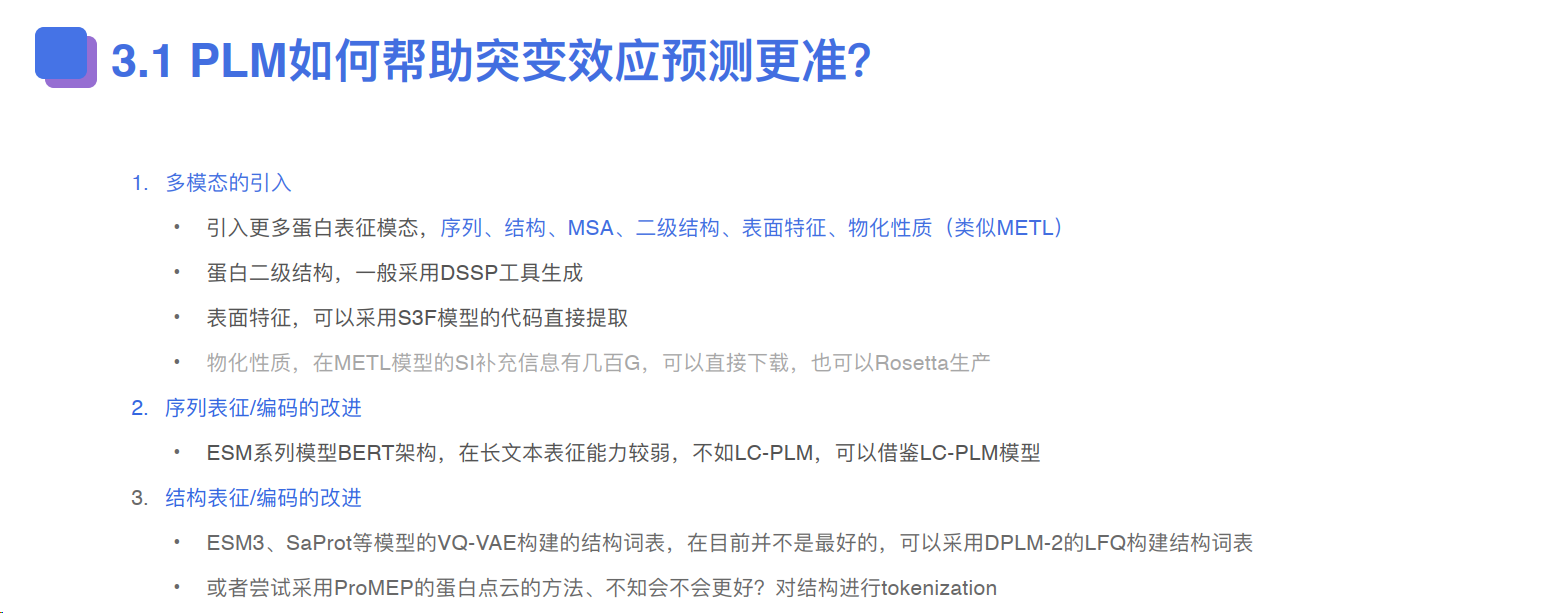 3.1 PLM如何帮助突变效应预测更准?
1. 多模态的引入
• 引入更多蛋白表征模态，序列、结构、MSA、二级结构、表面特征、物化性质（类似METL）
• 蛋白二级结构，一般采用DSSP工具生成
• 表面特征，可以采用S3F模型的代码直接提取
• 物化性质，在METL模型的SI补充信息有几百G，可以直接下载，也可以Rosetta生产
2. 序列表征/编码的改进
• ESM系列模型BERT架构，在长文本表征能力较弱，不如LC-PLM，可以借鉴LC-PLM模型
3. 结构表征/编码的改进
• ESM3、SaProt等模型的VQ-VAE构建的结构词表，在目前并不是最好的，可以采用DPLM-2的LFQ构建结构词表
• 或者尝试采用ProMEP的蛋白点云的方法、不知会不会更好？对结构进行tokenization